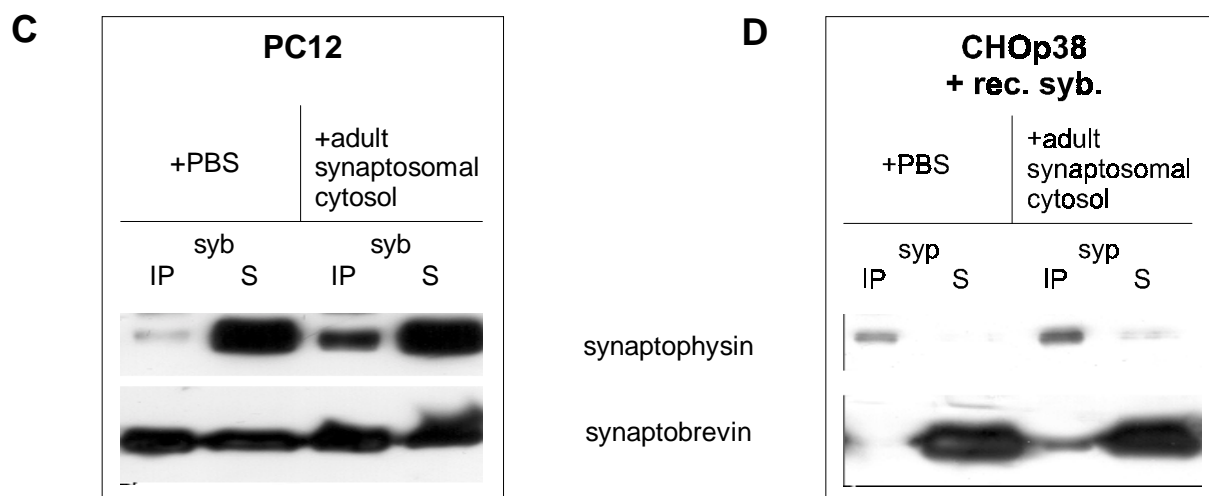 C
PC12
+PBS
+adult
synaptosomal
cytosol
syb syb
IP S IP S
synaptophysin
synaptobrevin
D
CHOp38
+ rec. syb.
+PBS
+adult
synaptosomal
cytosol
syp syp
IP S IP S